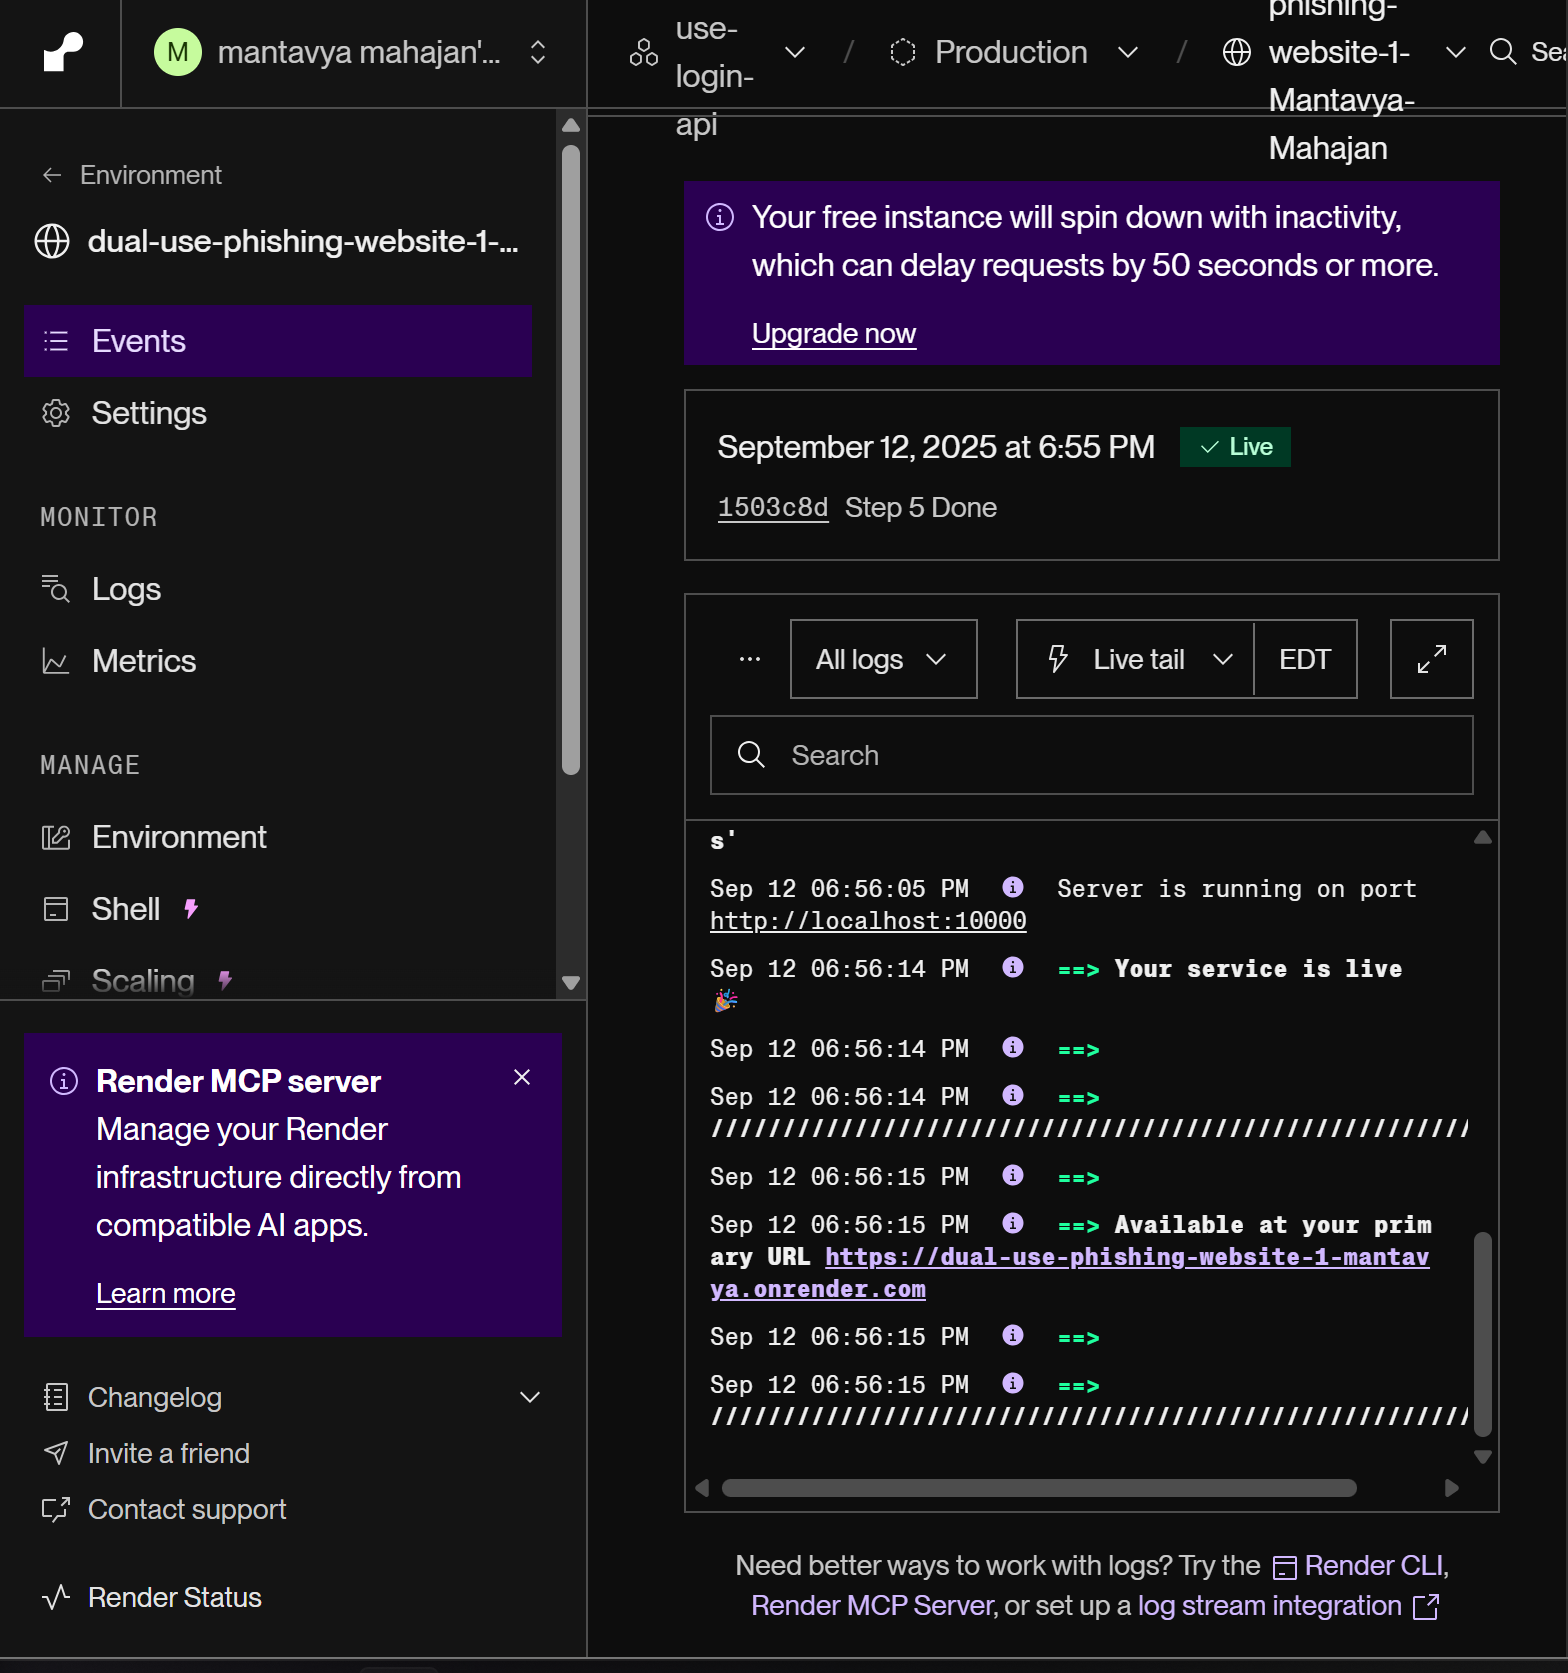 M mantavya mahajan'...
use-
login-
api
/ Production /
phishing-
website-1-
Mantavya-
Mahajan
Environment
dual-use-phishing-website-1-...
Events
Settings
MONITOR
Logs
Metrics
MANAGE
Environment
Shell
Scaling
Render MCP server
Manage your Render
infrastructure directly from
compatible AI apps.
Learn more
Changelog
Invite a friend
Contact support
Render Status
Your free instance will spin down with inactivity,
which can delay requests by 50 seconds or more.
Upgrade now
September 12, 2025 at 6:55 PM Live
1503c8d Step 5 Done
... All logs Live tail EDT
Search
s'
Sep 12 06:56:05 PM Server is running on port
http://localhost:10000
Sep 12 06:56:14 PM ==> Your service is live
🎉
Sep 12 06:56:14 PM ==>
Sep 12 06:56:14 PM ==>
/////////////////////////////////////////////////////
Sep 12 06:56:15 PM ==>
Sep 12 06:56:15 PM ==> Available at your prim
ary URL https://dual-use-phishing-website-1-mantav
ya.onrender.com
Sep 12 06:56:15 PM ==>
Sep 12 06:56:15 PM ==>
/////////////////////////////////////////////////////
Need better ways to work with logs? Try the Render CLI,
Render MCP Server, or set up a log stream integration